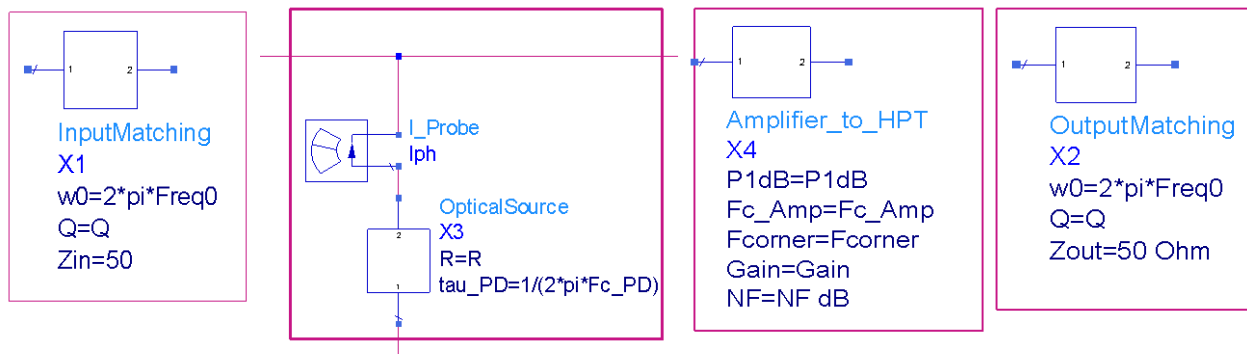 1 2
InputMatching
X1
w0=2*pi*Freq0
Q=Q
Zin=50
I_Probe
Iph
OpticalSource
X3
R=R
tau_PD=1/(2*pi*Fc_PD)
2
1
1 2
Amplifier_to_HPT
X4
P1dB=P1dB
Fc_Amp=Fc_Amp
Fcorner=Fcorner
Gain=Gain
NF=NF dB
1 2
OutputMatching
X2
w0=2*pi*Freq0
Q=Q
Zout=50 Ohm